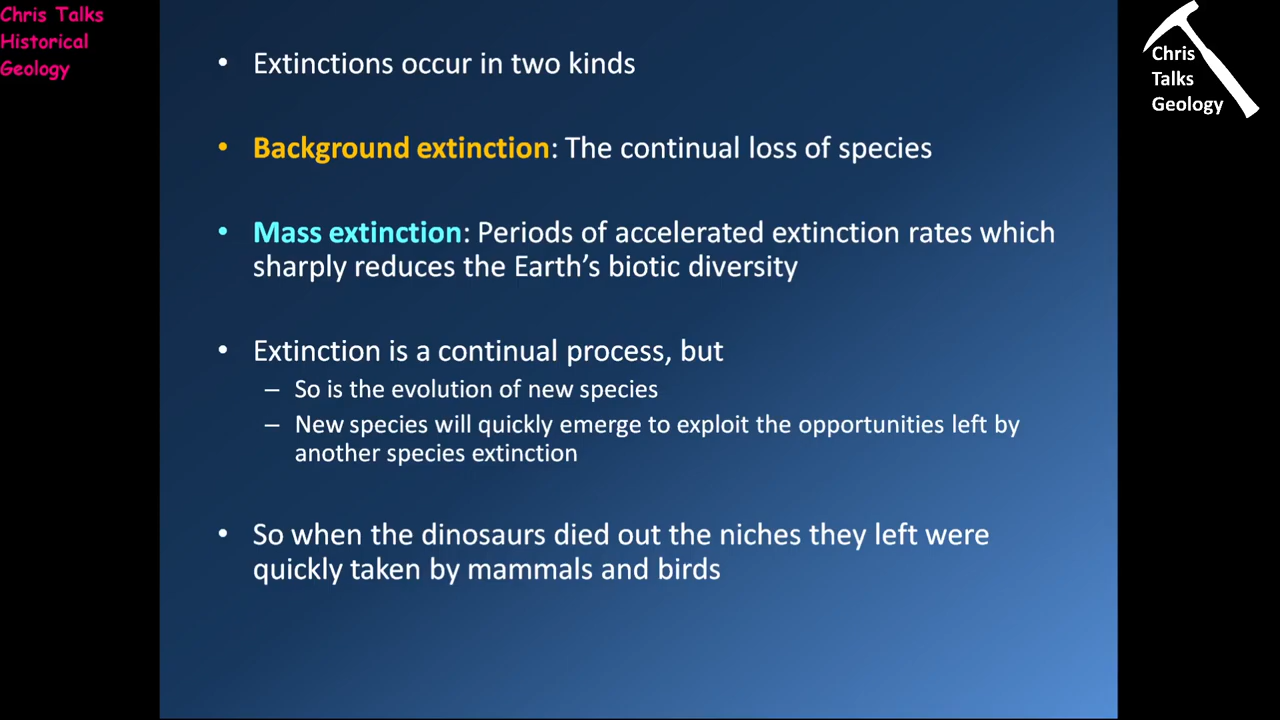 Chris Talks
Historical
Geology
Chris
Talks
Geology
• Extinctions occur in two kinds
• Background extinction: The continual loss of species
• Mass extinction: Periods of accelerated extinction rates which
sharply reduces the Earth’s biotic diversity
• Extinction is a continual process, but
– So is the evolution of new species
– New species will quickly emerge to exploit the opportunities left by
another species extinction
• So when the dinosaurs died out the niches they left were
quickly taken by mammals and birds